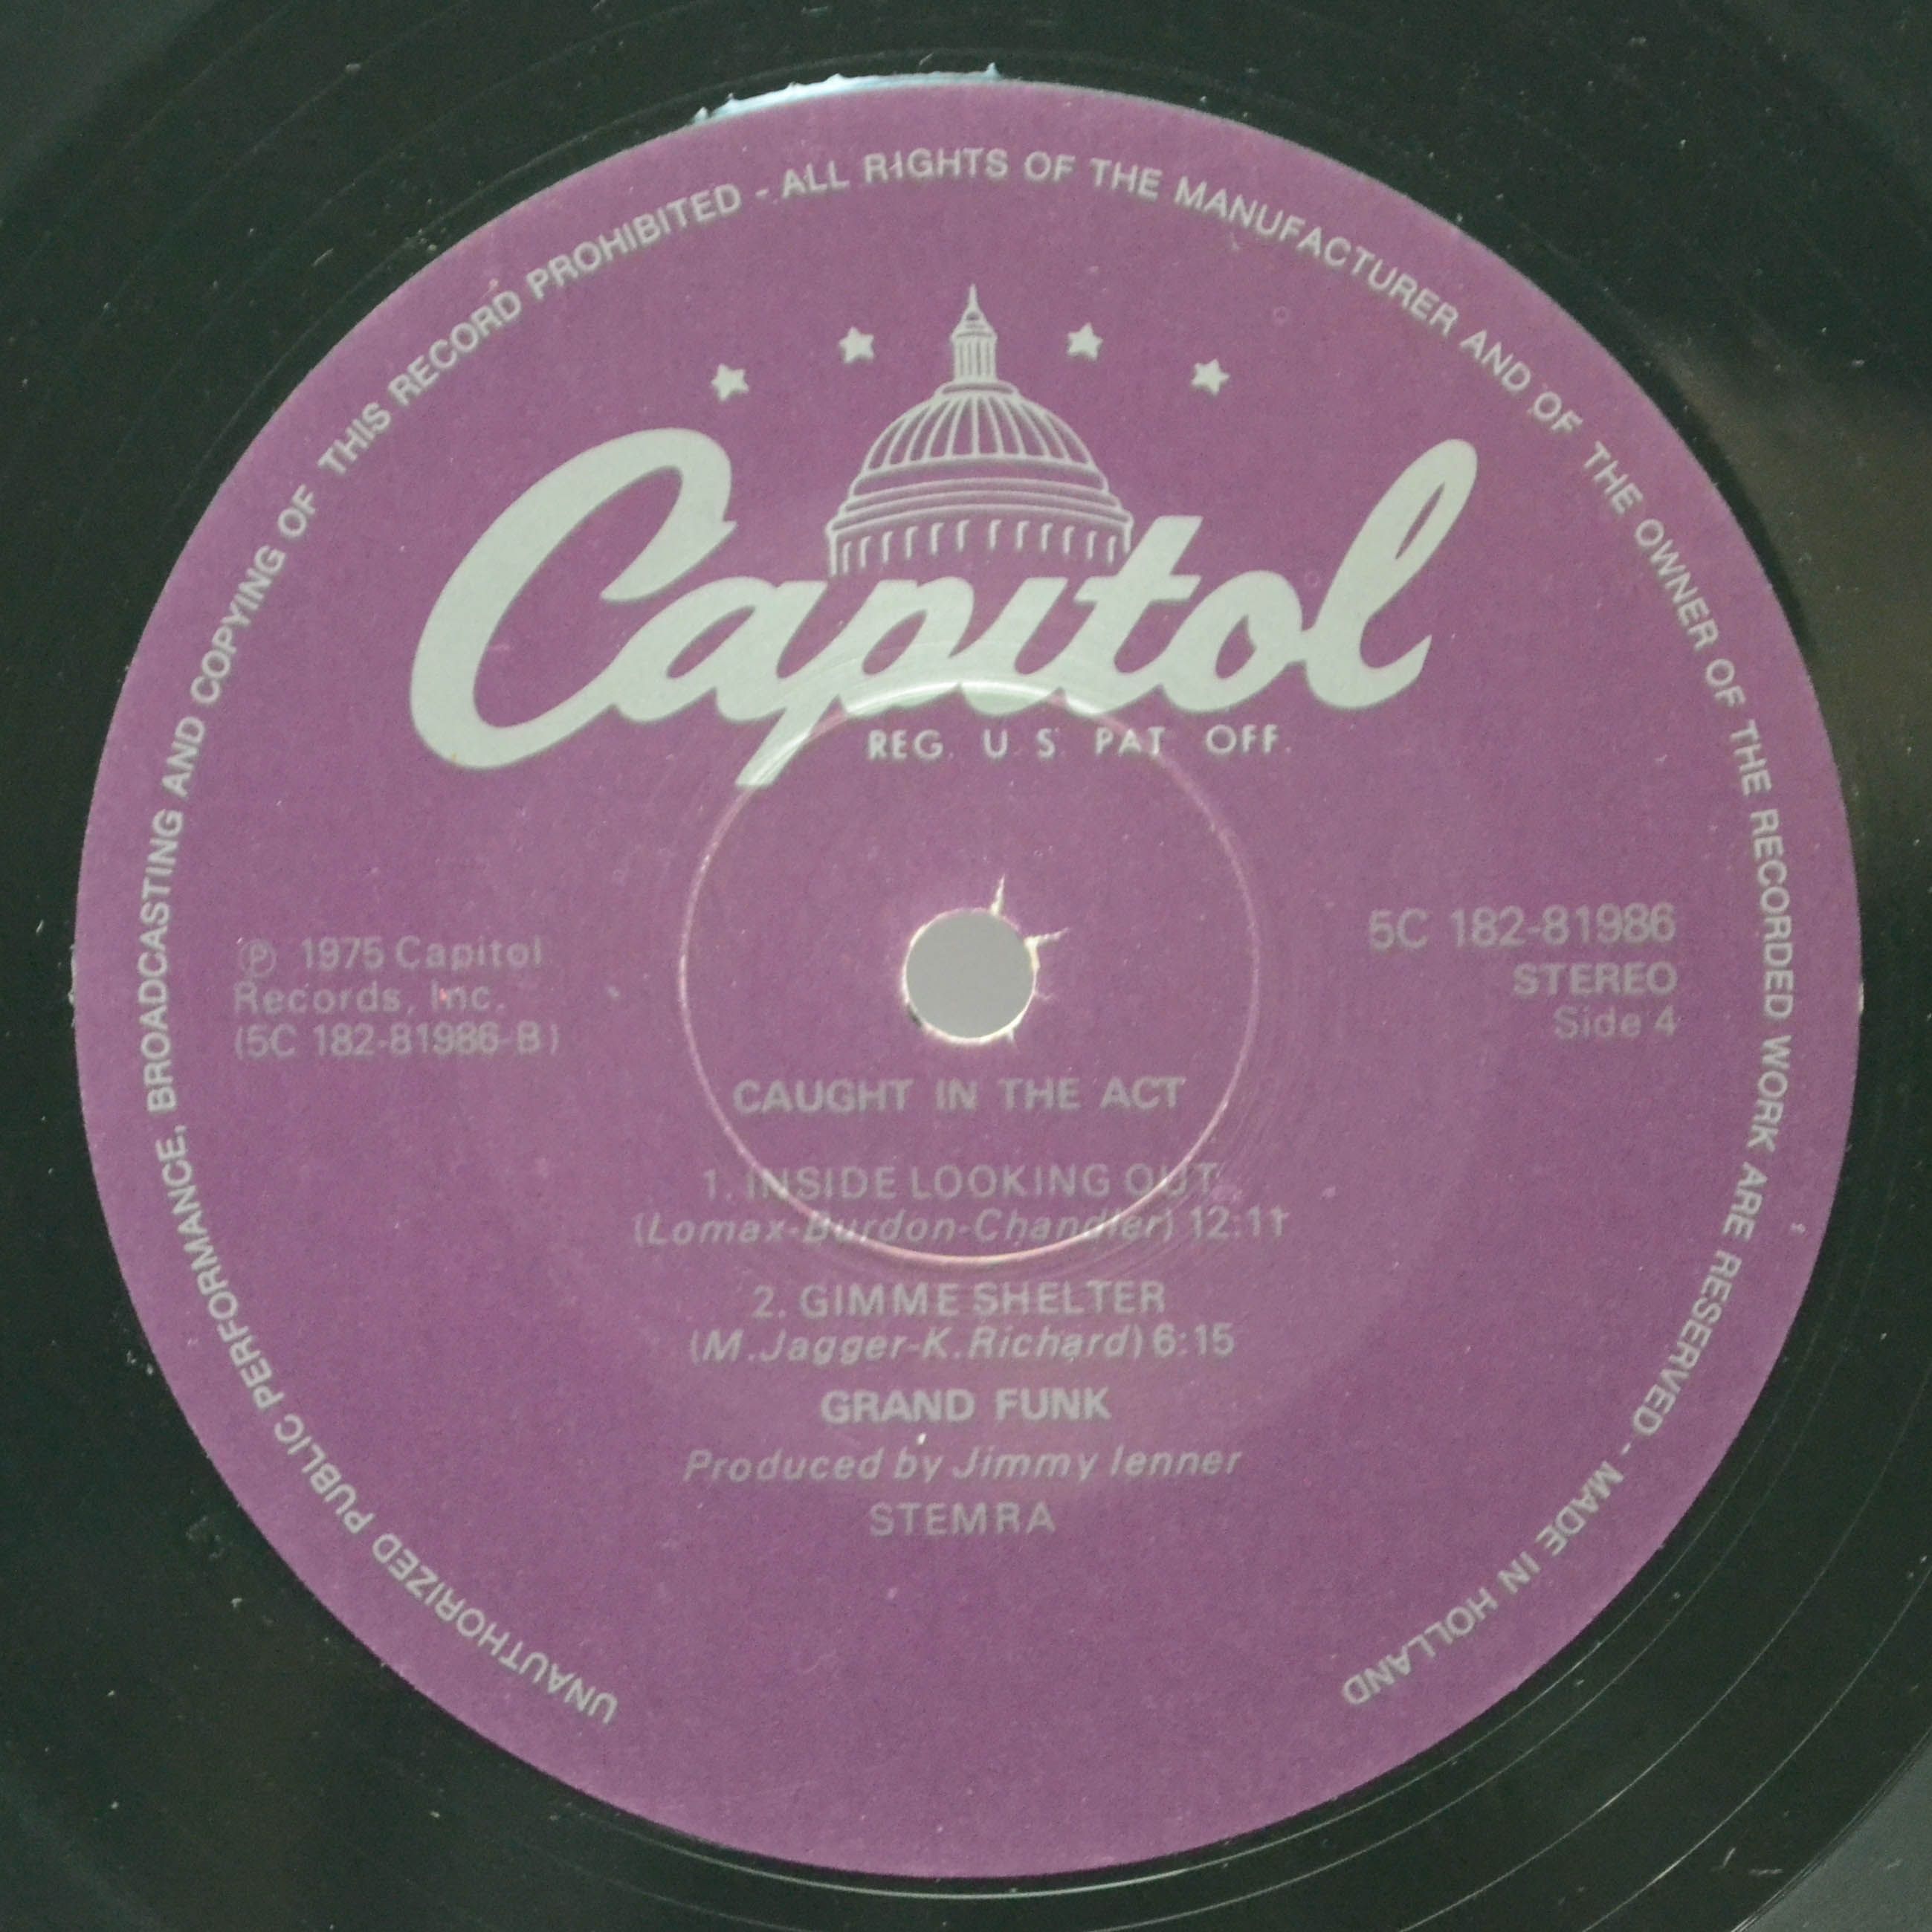 UNAUTHORIZED PUBLIC PERFORMANCE, BROADCASTING AND COPYING OF THIS RECORD PROHIBITED - ALL RIGHTS OF THE MANUFACTURER AND OF THE OWNER OF THE RECORDED WORK ARE RESERVED - MADE IN HOLLAND
Capitol
REG. U.S. PAT OFF.
℗ 1975 Capitol
Records, Inc.
(5C 182-81986-B)
5C 182-81986
STEREO
Side 4
CAUGHT IN THE ACT
1. INSIDE LOOKING OUT
(Lomax-Burdon-Chandler) 12:11
2. GIMME SHELTER
(M.Jagger-K.Richard) 6:15
GRAND FUNK
Produced by Jimmy Ienner
STEMRA